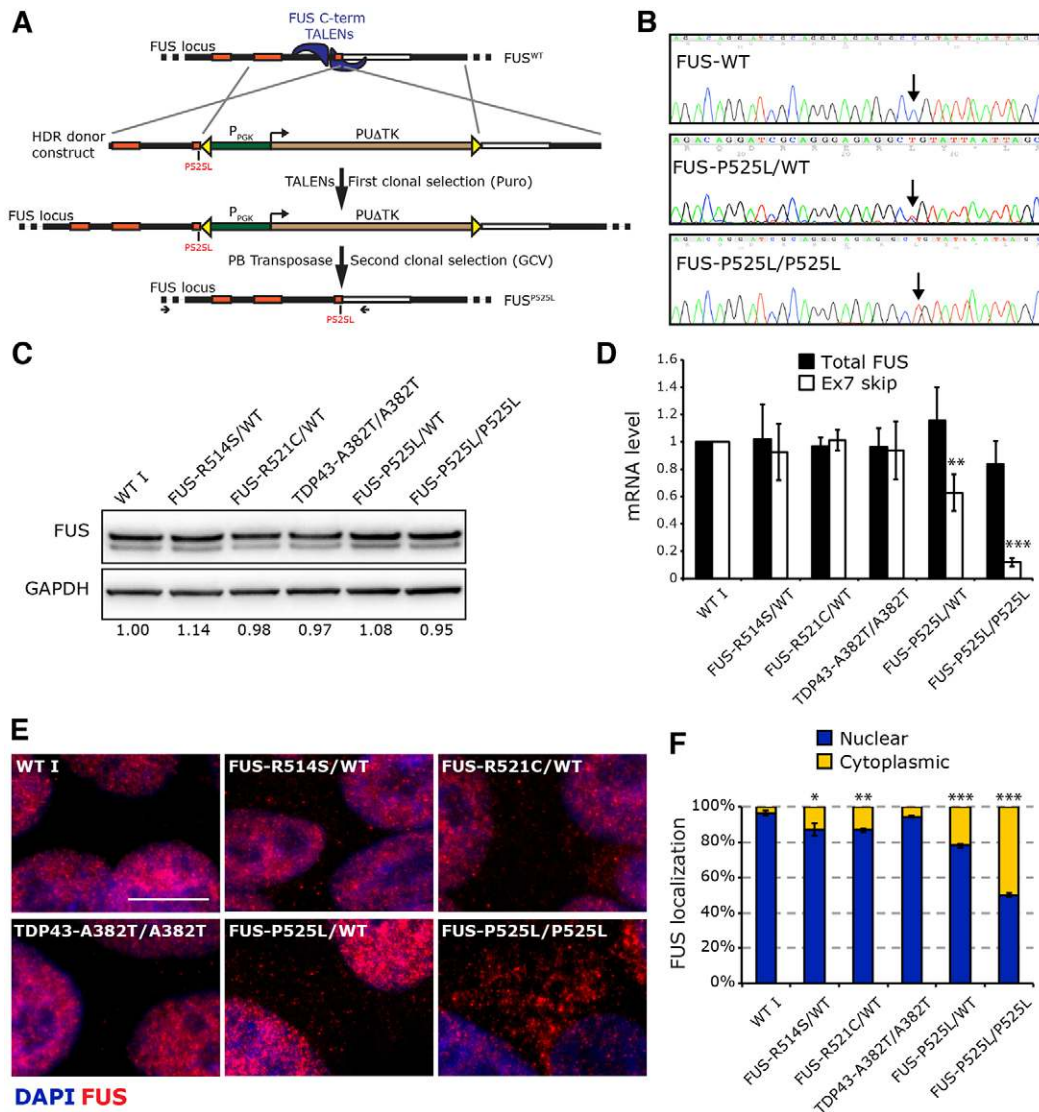 A
FUS C-term
TALENs
FUS locus
FUSWT
HDR donor
construct
PPGK
PUΔTK
P525L
TALENs
First clonal selection (Puro)
FUS locus
PPGK
PUΔTK
P525L
PB Transposase
Second clonal selection (GCV)
FUS locus
FUSP525L
P525L
B
AGACAGGATCGCAGGGAGAGGCCGTATTAATTAGC
FUS-WT
AGACAGGATCGCAGGGAGAGGCTGTATTAATTAGC
FUS-P525L/WT
AGACAGGATCGCAGGGAGAGGCTGTATTAATTAGC
FUS-P525L/P525L
C
WT I
FUS-R514S/WT
FUS-R521C/WT
TDP43-A382T/A382T
FUS-P525L/WT
FUS-P525L/P525L
FUS
GAPDH
1.00 1.14 0.98 0.97 1.08 0.95
D
Total FUS
Ex7 skip
mRNA level
1.6
1.4
1.2
1
0.8
0.6
0.4
0.2
0
**
***
WT I
FUS-R514S/WT
FUS-R521C/WT
TDP43-A382T/A382T
FUS-P525L/WT
FUS-P525L/P525L
E
WT I
FUS-R514S/WT
FUS-R521C/WT
TDP43-A382T/A382T
FUS-P525L/WT
FUS-P525L/P525L
DAPI FUS
F
Nuclear
Cytoplasmic
FUS localization
* ** *** ***
100%
80%
60%
40%
20%
0%
WT I
FUS-R514S/WT
FUS-R521C/WT
TDP43-A382T/A382T
FUS-P525L/WT
FUS-P525L/P525L